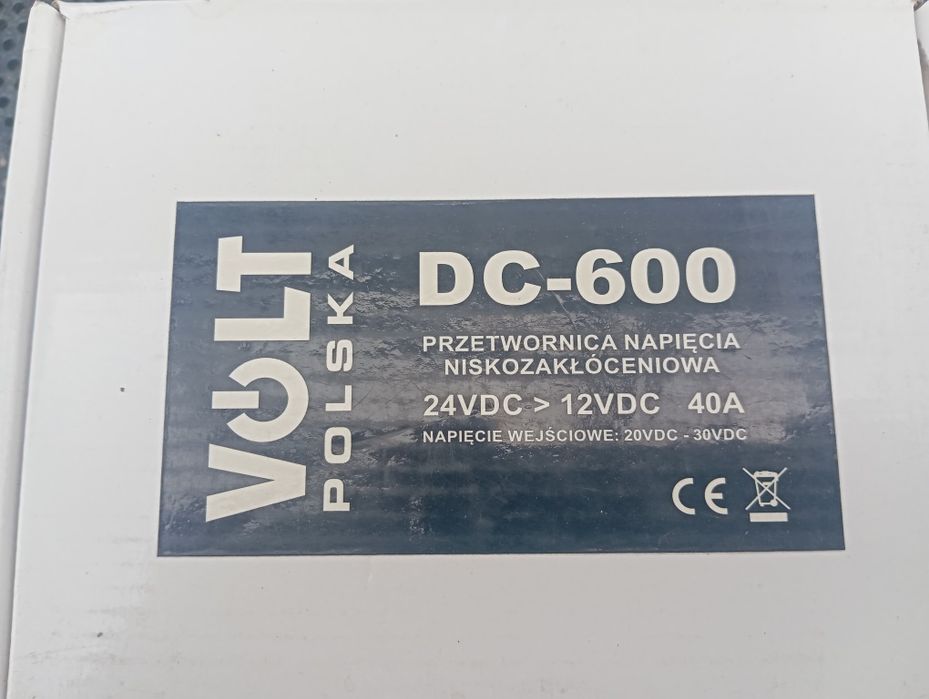 VOLT
POLSKA
DC-600
PRZETWORNICA NAPIĘCIA
NISKOZAKŁÓCENIOWA
24VDC > 12VDC 40A
NAPIĘCIE WEJŚCIOWE: 20VDC - 30VDC
CE